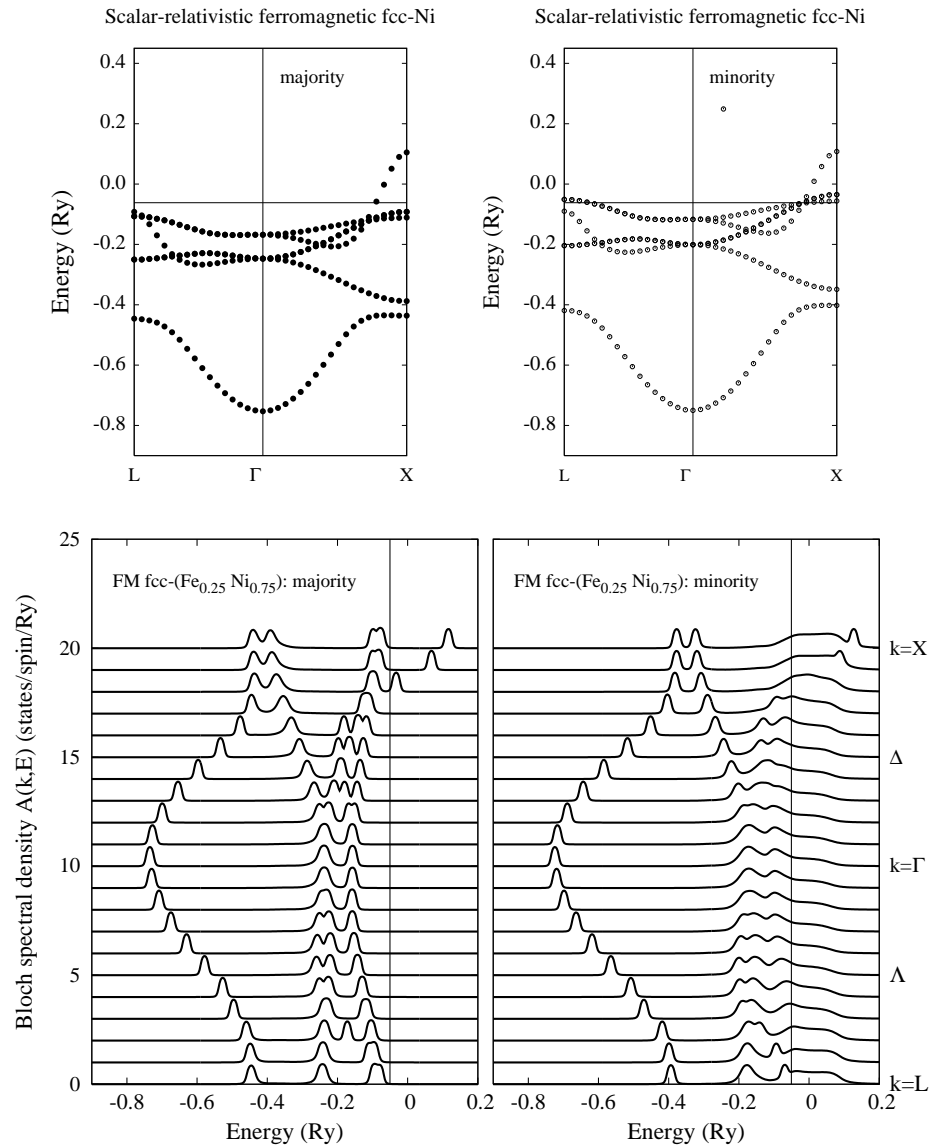 Scalar-relativistic ferromagnetic fcc-Ni
majority
Energy (Ry)
0.4
0.2
0.0
-0.2
-0.4
-0.6
-0.8
L Γ X
Scalar-relativistic ferromagnetic fcc-Ni
minority
Energy (Ry)
0.4
0.2
0.0
-0.2
-0.4
-0.6
-0.8
L Γ X
Bloch spectral density A(k,E) (states/spin/Ry)
25
20
15
10
5
0
FM fcc-(Fe0.25 Ni0.75): majority
-0.8 -0.6 -0.4 -0.2 0
Energy (Ry)
FM fcc-(Fe0.25 Ni0.75): minority
k=X
Δ
k=Γ
Λ
k=L
-0.8 -0.6 -0.4 -0.2 0 0.2
Energy (Ry)